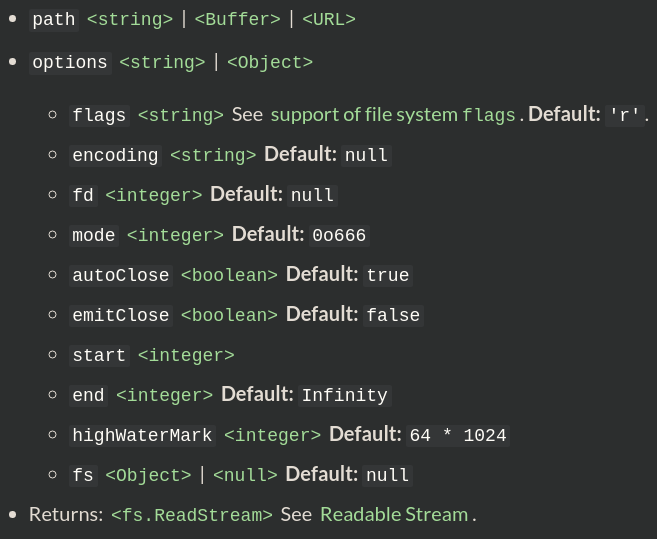 path <string> | <Buffer> | <URL>
options <string> | <Object>
flags <string> See support of file system flags. Default: 'r'.
encoding <string> Default: null
fd <integer> Default: null
mode <integer> Default: 0o666
autoClose <boolean> Default: true
emitClose <boolean> Default: false
start <integer>
end <integer> Default: Infinity
highWaterMark <integer> Default: 64 * 1024
fs <Object> | <null> Default: null
Returns: <fs.ReadStream> See Readable Stream.